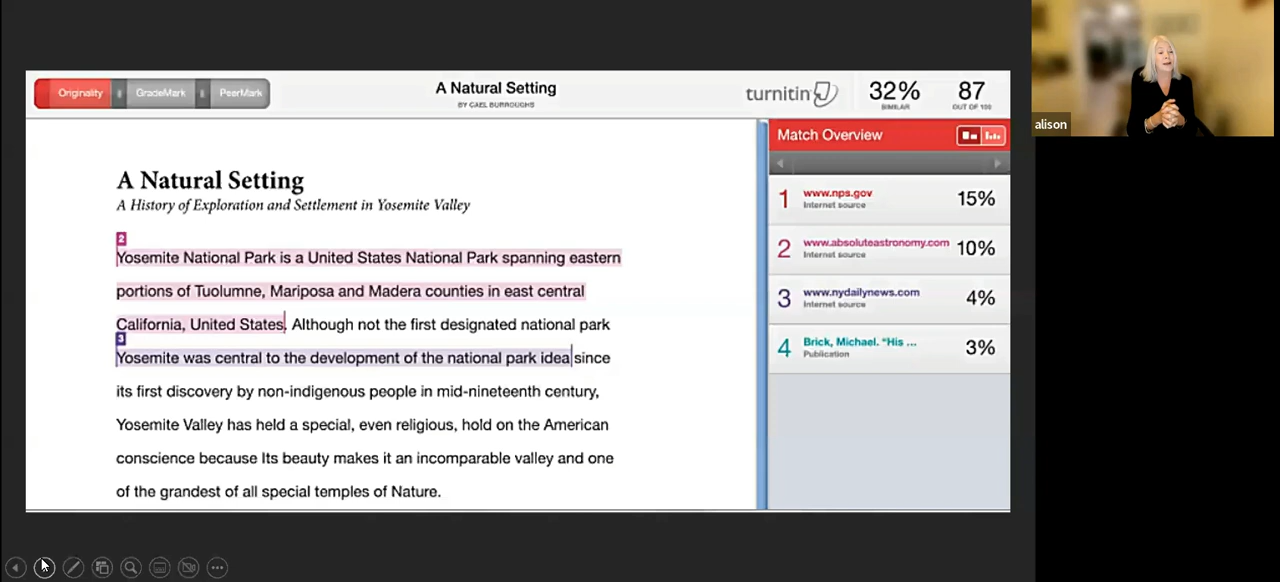 Originality GradeMark PeerMark
A Natural Setting
BY GAEL BURROUGHS
turnitin
32%
SIMILAR
87
OUT OF 100
A Natural Setting
A History of Exploration and Settlement in Yosemite Valley
2
Yosemite National Park is a United States National Park spanning eastern
portions of Tuolumne, Mariposa and Madera counties in east central
California, United States. Although not the first designated national park
3
Yosemite was central to the development of the national park idea since
its first discovery by non-indigenous people in mid-nineteenth century,
Yosemite Valley has held a special, even religious, hold on the American
conscience because Its beauty makes it an incomparable valley and one
of the grandest of all special temples of Nature.
Match Overview
1 www.nps.gov 15%
Internet source
2 www.absoluteastronomy.com 10%
Internet source
3 www.nydailynews.com 4%
Internet source
4 Brick, Michael. "His ... 3%
Publication
alison